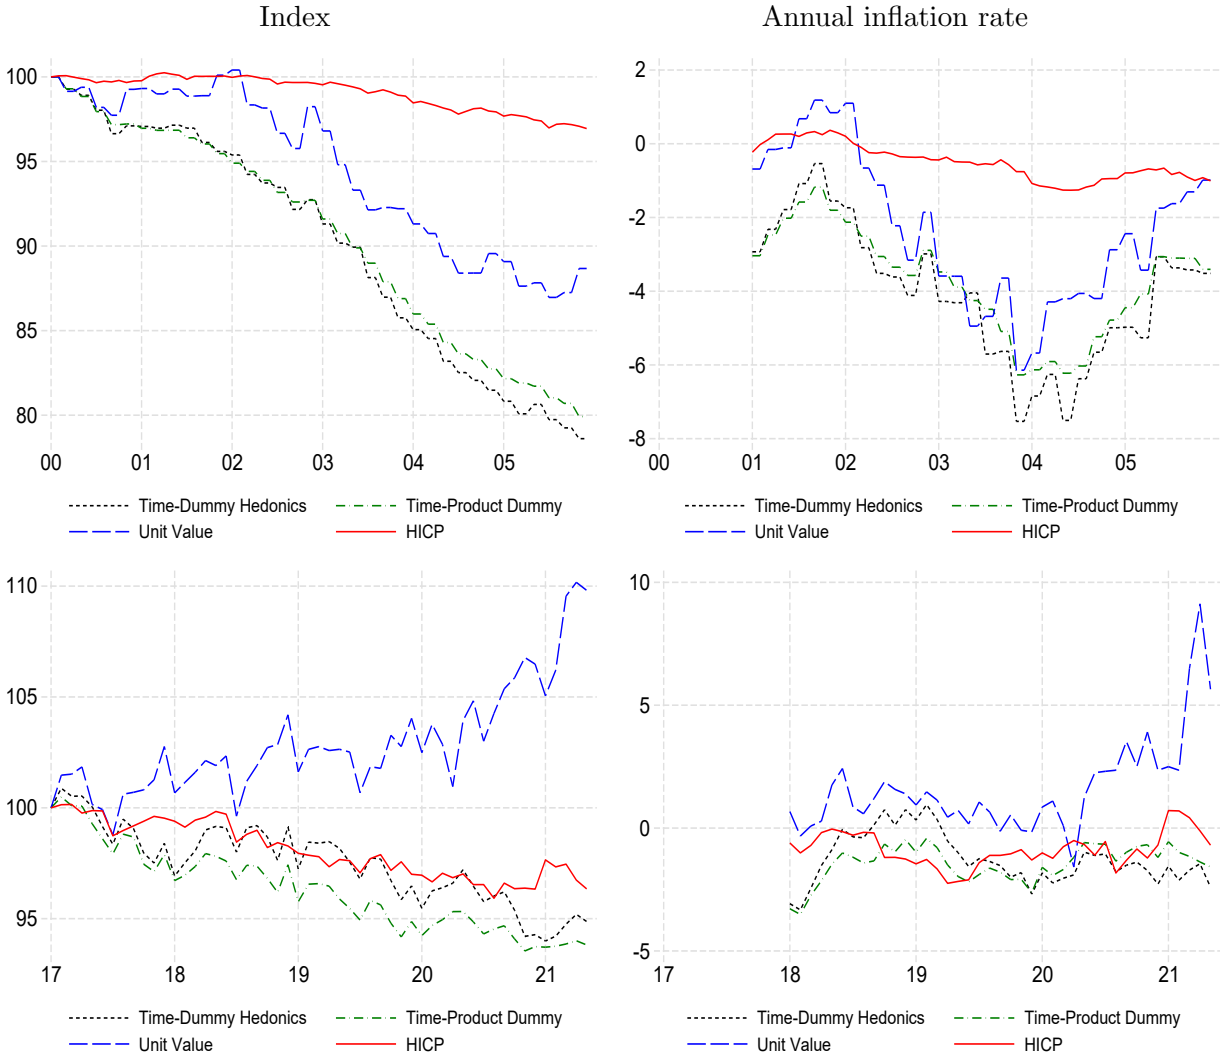 Index
Annual inflation rate
100
95
90
85
80
00 01 02 03 04 05
2
0
-2
-4
-6
-8
00 01 02 03 04 05
Time-Dummy Hedonics Time-Product Dummy
Unit Value HICP
Time-Dummy Hedonics Time-Product Dummy
Unit Value HICP
110
105
100
95
17 18 19 20 21
10
5
0
-5
17 18 19 20 21
Time-Dummy Hedonics Time-Product Dummy
Unit Value HICP
Time-Dummy Hedonics Time-Product Dummy
Unit Value HICP